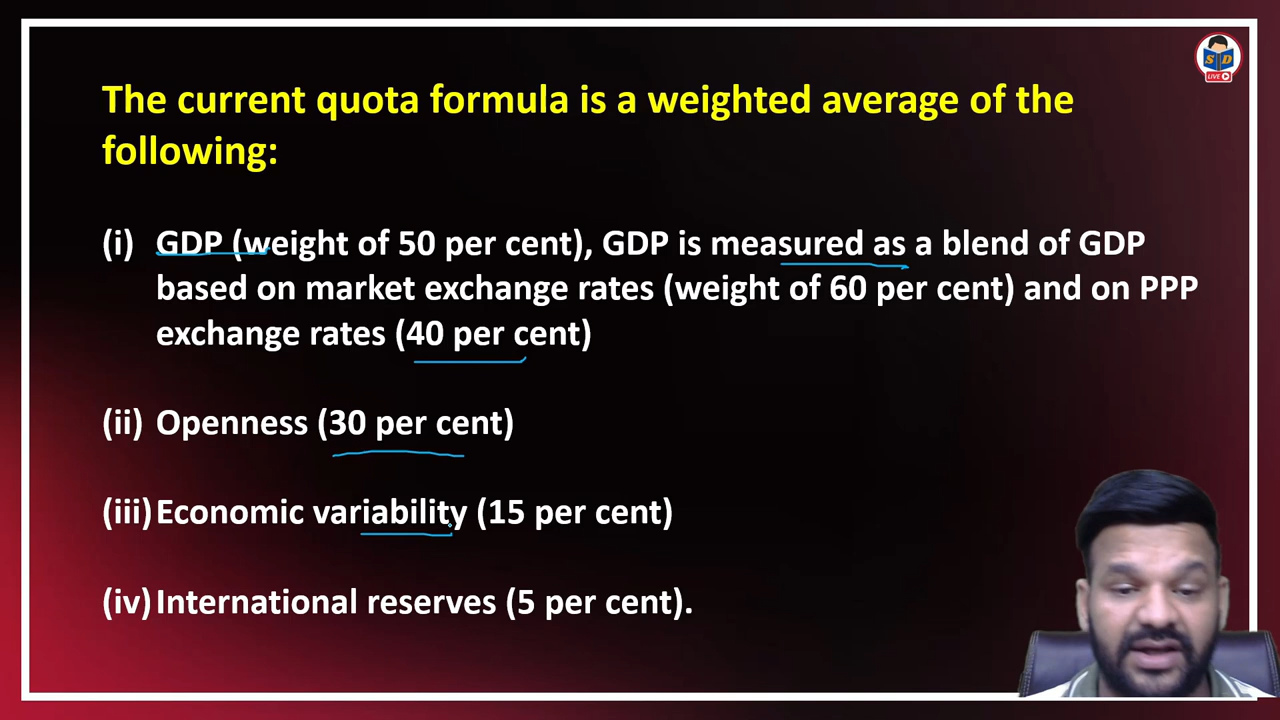 S D
LIVE
The current quota formula is a weighted average of the
following:
(i) GDP (weight of 50 per cent), GDP is measured as a blend of GDP
based on market exchange rates (weight of 60 per cent) and on PPP
exchange rates (40 per cent)
(ii) Openness (30 per cent)
(iii) Economic variability (15 per cent)
(iv) International reserves (5 per cent).